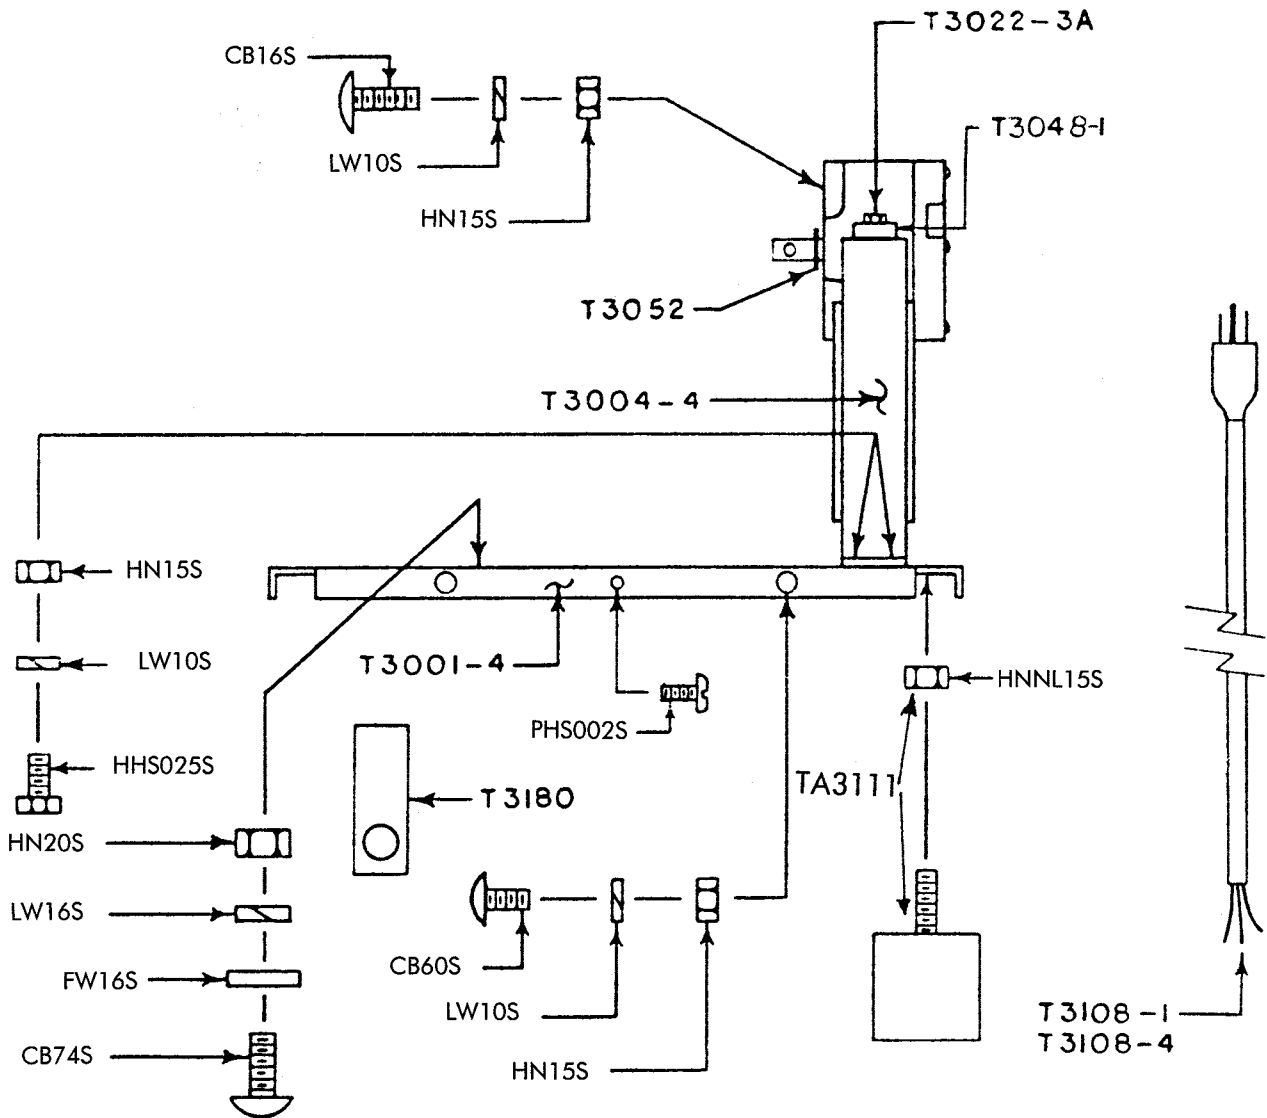 T3022-3A
CB16S
T3048-1
LW10S
HN15S
T3052
T3004-4
HN15S
LW10S
T3001-4
HNNL15S
PHS002S
HHS025S
TA3111
T3180
HN20S
LW16S
CB60S
FW16S
LW10S
T3108-1
T3108-4
CB74S
HN15S